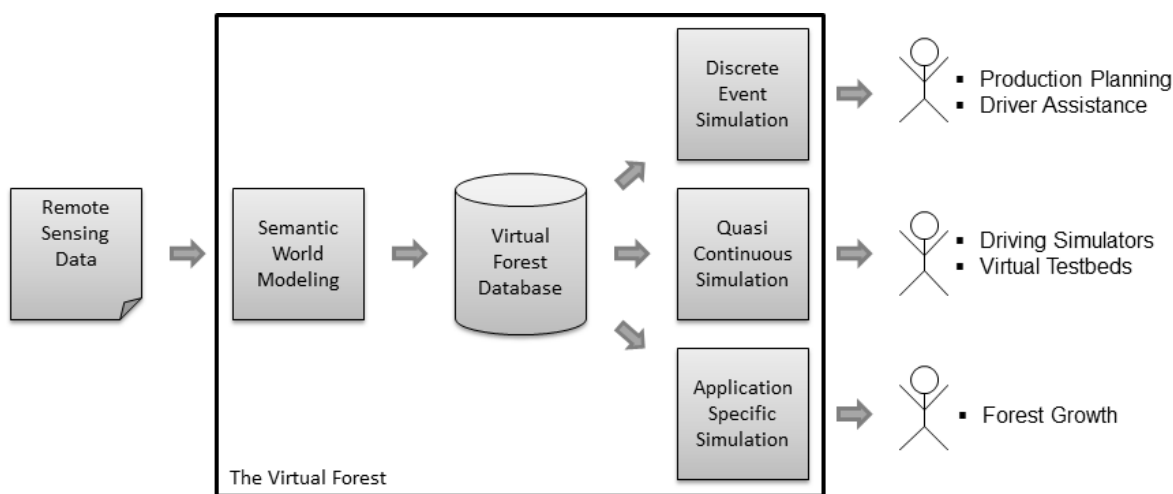 Remote
Sensing
Data
Semantic
World
Modeling
Virtual
Forest
Database
Discrete
Event
Simulation
▪ Production Planning
▪ Driver Assistance
Quasi
Continuous
Simulation
▪ Driving Simulators
▪ Virtual Testbeds
Application
Specific
Simulation
▪ Forest Growth
The Virtual Forest